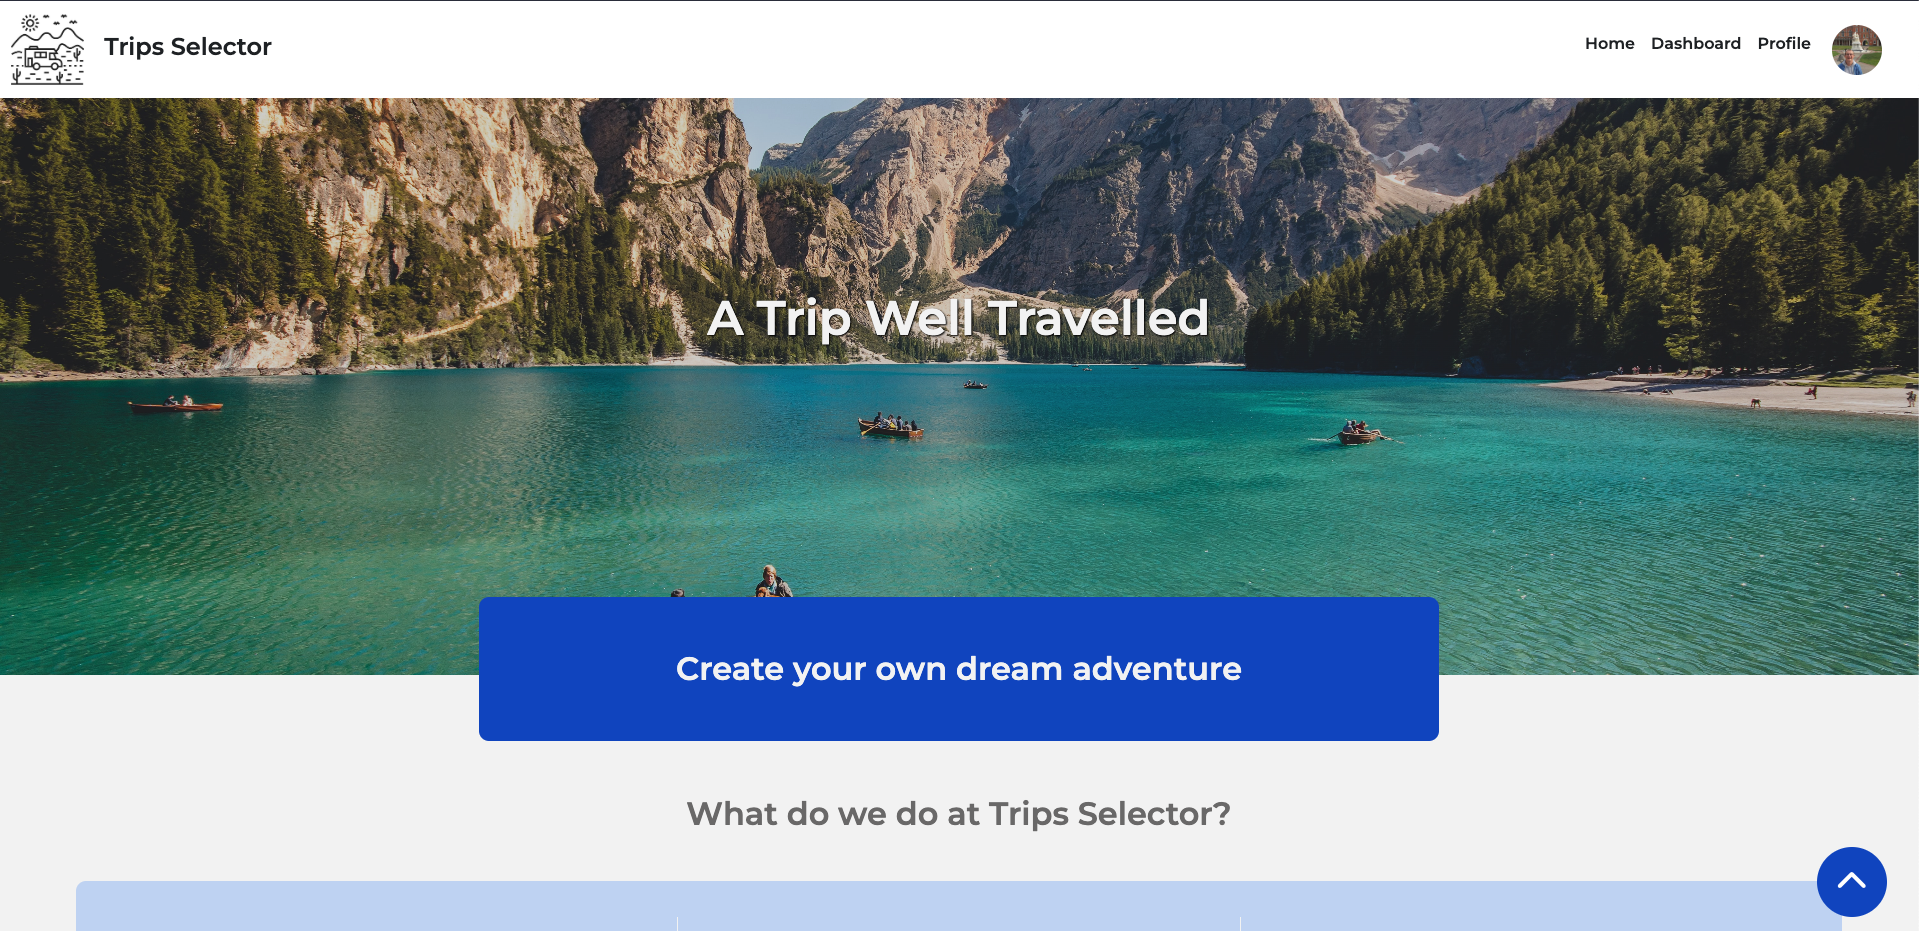 Trips Selector
Home Dashboard Profile
A Trip Well Travelled
Create your own dream adventure
What do we do at Trips Selector?